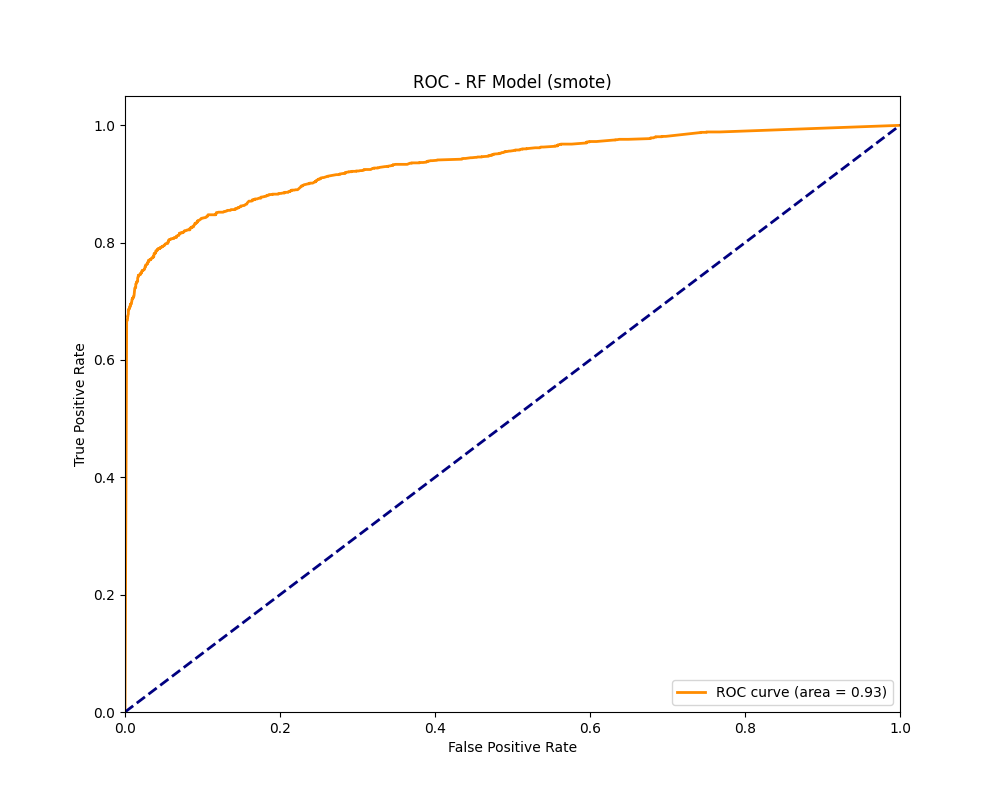 ROC - RF Model (smote)
True Positive Rate
1.0
0.8
0.6
0.4
0.2
0.0
ROC curve (area = 0.93)
0.0 0.2 0.4 0.6 0.8 1.0
False Positive Rate